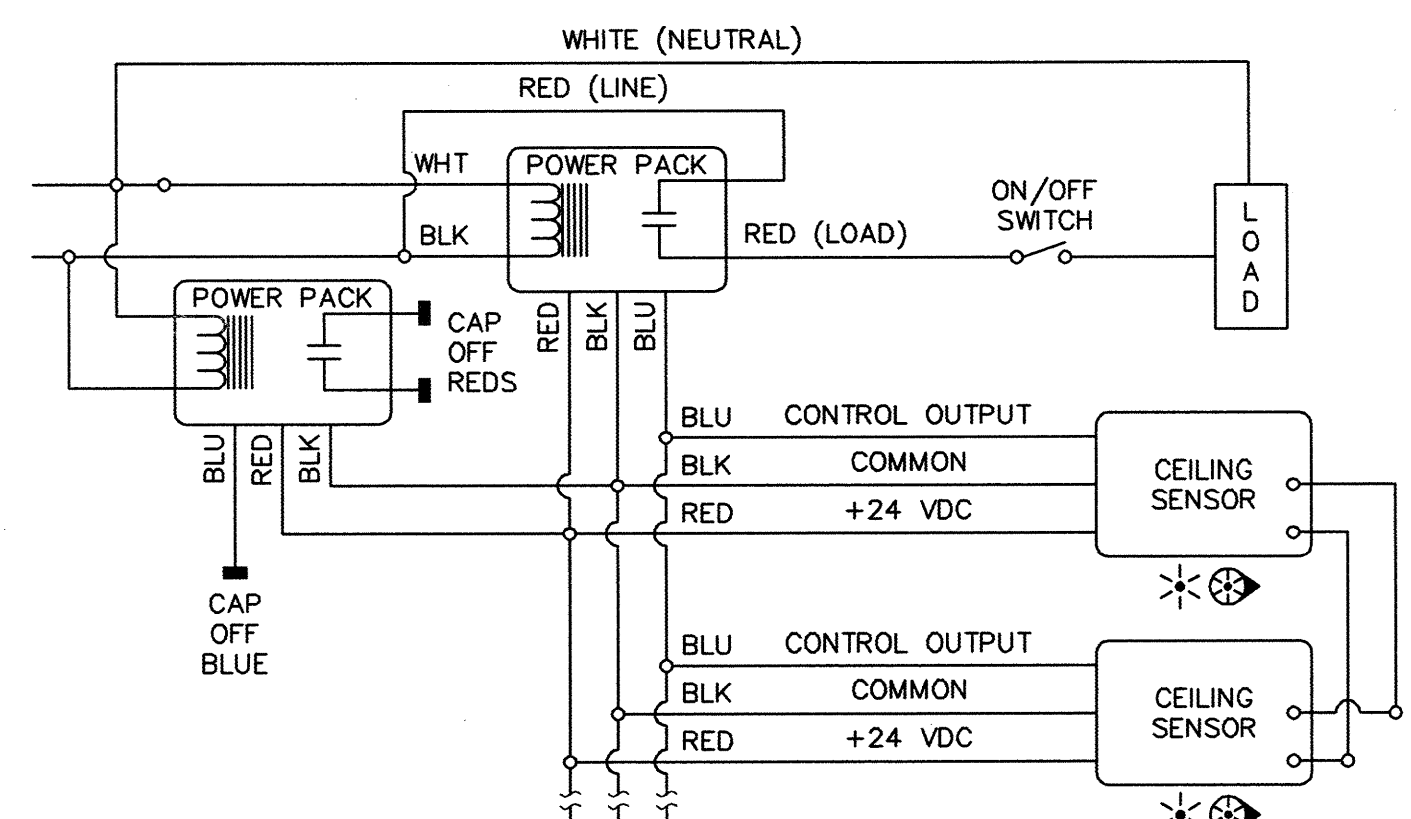 WHITE (NEUTRAL)
RED (LINE)
WHT
POWER PACK
ON/OFF
SWITCH
BLK
RED (LOAD)
LOAD
POWER PACK
CAP
OFF
REDS
RED
BLK
BLU
BLU
RED
BLK
BLU CONTROL OUTPUT
BLK COMMON
RED +24 VDC
CEILING
SENSOR
CAP
OFF
BLUE
BLU CONTROL OUTPUT
BLK COMMON
RED +24 VDC
CEILING
SENSOR